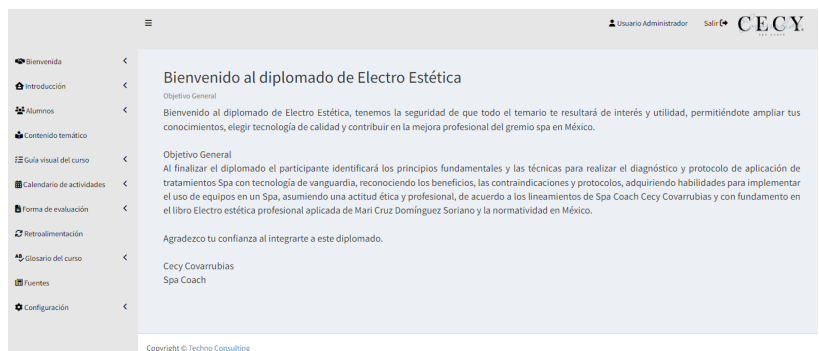 Usuario Administrador
Salir
CECY.
Bienvenida
Introducción
Alumnos
Contenido temático
Guía visual del curso
Calendario de actividades
Forma de evaluación
Retroalimentación
Glosario del curso
Fuentes
Configuración
Bienvenido al diplomado de Electro Estética
Objetivo General
Bienvenido al diplomado de Electro Estética, tenemos la seguridad de que todo el temario te resultará de interés y utilidad, permitiéndote ampliar tus
conocimientos, elegir tecnología de calidad y contribuir en la mejora profesional del gremio spa en México.
Objetivo General
Al finalizar el diplomado el participante identificará los principios fundamentales y las técnicas para realizar el diagnóstico y protocolo de aplicación de
tratamientos Spa con tecnología de vanguardia, reconociendo los beneficios, las contraindicaciones y protocolos, adquiriendo habilidades para implementar
el uso de equipos en un Spa, asumiendo una actitud ética y profesional, de acuerdo a los lineamientos de Spa Coach Cecy Covarrubias y con fundamento en
el libro Electro estética profesional aplicada de Mari Cruz Domínguez Soriano y la normatividad en México.
Agradezco tu confianza al integrarte a este diplomado.
Cecy Covarrubias
Spa Coach
Copyright © Techno Consulting